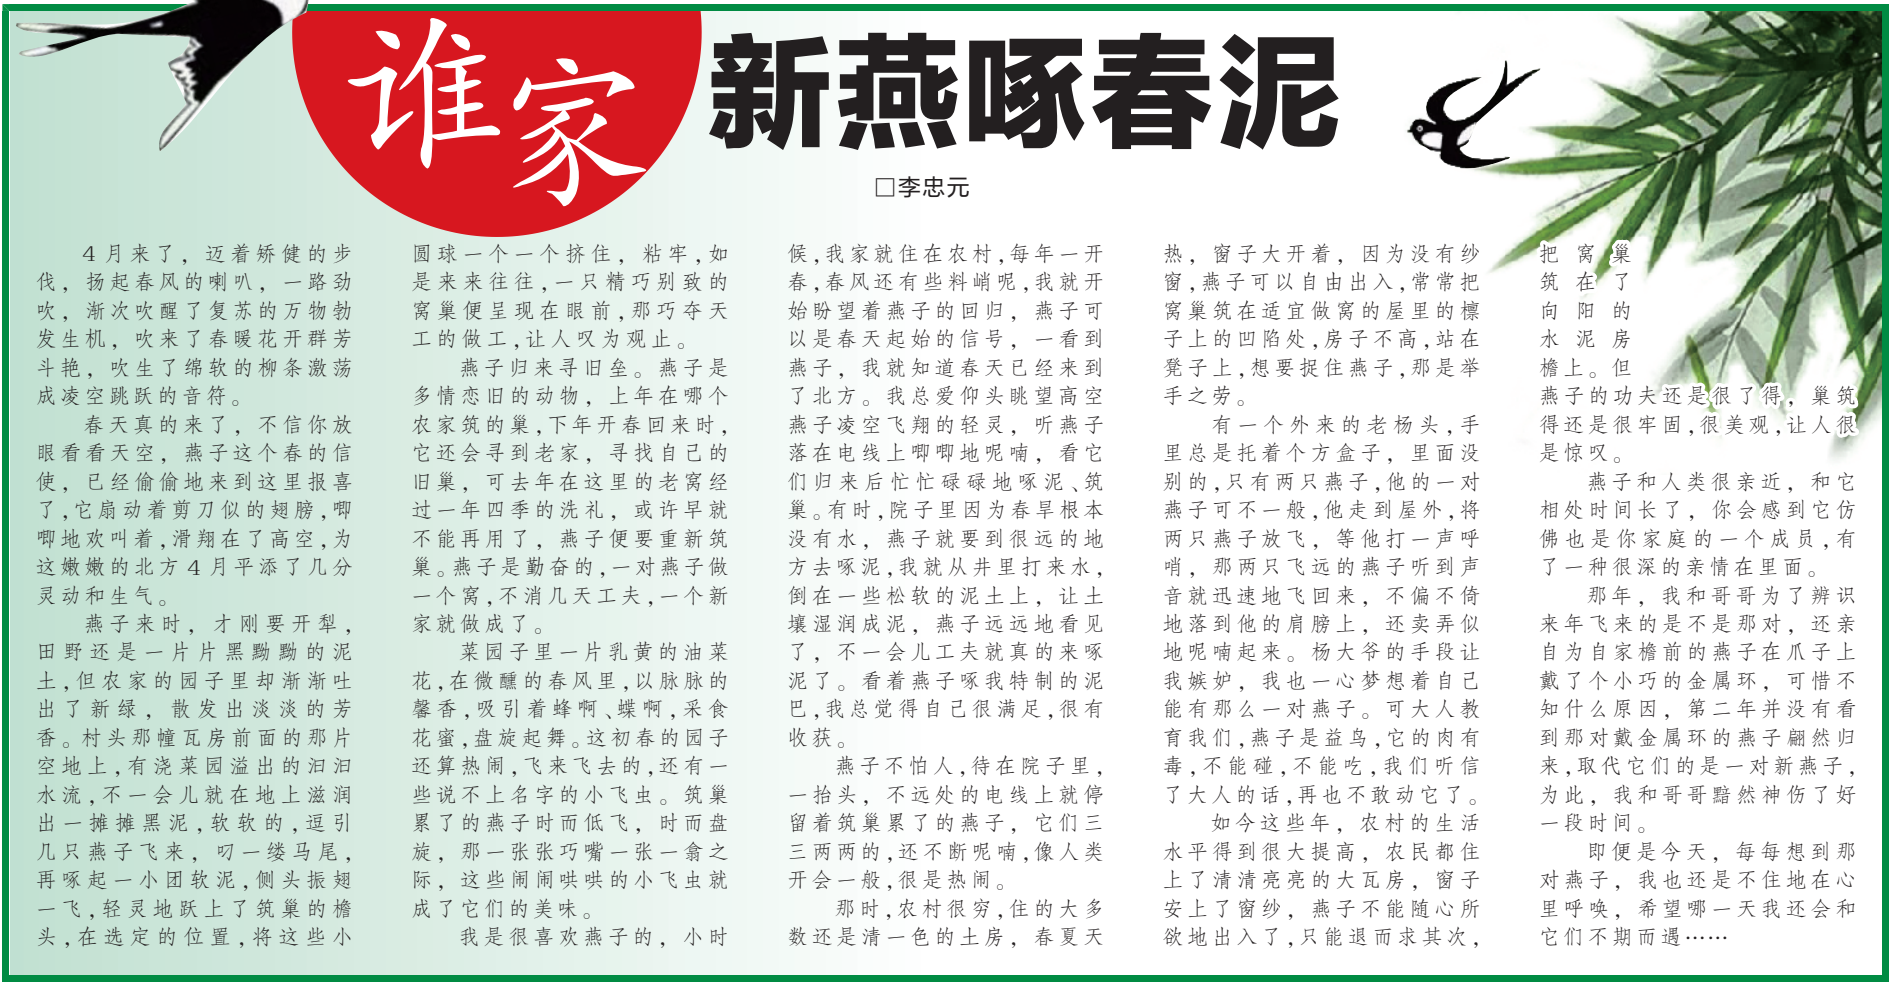 谁家
新燕啄春泥
□李忠元
4月来了，迈着矫健的步
伐，扬起春风的喇叭，一路劲
吹，渐次吹醒了复苏的万物勃
发生机，吹来了春暖花开群芳
斗艳，吹生了绵软的柳条激荡
成凌空跳跃的音符。
春天真的来了，不信你放
眼看看天空，燕子这个春的信
使，已经偷偷地来到这里报喜
了,它扇动着剪刀似的翅膀,唧
唧地欢叫着,滑翔在了高空,为
这嫩嫩的北方4月平添了几分
灵动和生气。
燕子来时，才刚要开犁，
田野还是一片片黑黝黝的泥
土,但农家的园子里却渐渐吐
出了新绿，散发出淡淡的芳
香。村头那幢瓦房前面的那片
空地上,有浇菜园溢出的汩汩
水流,不一会儿就在地上滋润
出一摊摊黑泥,软软的,逗引
几只燕子飞来，叼一缕马尾，
再啄起一小团软泥,侧头振翅
一飞,轻灵地跃上了筑巢的檐
头,在选定的位置,将这些小
圆球一个一个挤住，粘牢,如
是来来往往,一只精巧别致的
窝巢便呈现在眼前,那巧夺天
工的做工,让人叹为观止。
燕子归来寻旧垒。燕子是
多情恋旧的动物，上年在哪个
农家筑的巢,下年开春回来时，
它还会寻到老家，寻找自己的
旧巢，可去年在这里的老窝经
过一年四季的洗礼，或许早就
不能再用了，燕子便要重新筑
巢。燕子是勤奋的,一对燕子做
一个窝,不消几天工夫,一个新
家就做成了。
菜园子里一片乳黄的油菜
花,在微醺的春风里,以脉脉的
馨香,吸引着蜂啊、蝶啊,采食
花蜜,盘旋起舞。这初春的园子
还算热闹,飞来飞去的,还有一
些说不上名字的小飞虫。筑巢
累了的燕子时而低飞，时而盘
旋，那一张张巧嘴一张一翕之
际，这些闹闹哄哄的小飞虫就
成了它们的美味。
我是很喜欢燕子的，小时
候,我家就住在农村,每年一开
春,春风还有些料峭呢,我就开
始盼望着燕子的回归，燕子可
以是春天起始的信号，一看到
燕子，我就知道春天已经来到
了北方。我总爱仰头眺望高空
燕子凌空飞翔的轻灵，听燕子
落在电线上唧唧地呢喃，看它
们归来后忙忙碌碌地啄泥、筑
巢。有时,院子里因为春旱根本
没有水，燕子就要到很远的地
方去啄泥,我就从井里打来水，
倒在一些松软的泥土上，让土
壤湿润成泥，燕子远远地看见
了，不一会儿工夫就真的来啄
泥了。看着燕子啄我特制的泥
巴,我总觉得自己很满足,很有
收获。
燕子不怕人,待在院子里，
一抬头，不远处的电线上就停
留着筑巢累了的燕子，它们三
三两两的,还不断呢喃,像人类
开会一般,很是热闹。
那时,农村很穷,住的大多
数还是清一色的土房，春夏天
热，窗子大开着，因为没有纱
窗,燕子可以自由出入,常常把
窝巢筑在适宜做窝的屋里的檩
子上的凹陷处,房子不高,站在
凳子上,想要捉住燕子,那是举
手之劳。
有一个外来的老杨头,手
里总是托着个方盒子，里面没
别的,只有两只燕子,他的一对
燕子可不一般,他走到屋外,将
两只燕子放飞，等他打一声呼
哨，那两只飞远的燕子听到声
音就迅速地飞回来，不偏不倚
地落到他的肩膀上，还卖弄似
地呢喃起来。杨大爷的手段让
我嫉妒，我也一心梦想着自己
能有那么一对燕子。可大人教
育我们,燕子是益鸟,它的肉有
毒,不能碰,不能吃,我们听信
了大人的话,再也不敢动它了。
如今这些年，农村的生活
水平得到很大提高，农民都住
上了清清亮亮的大瓦房，窗子
安上了窗纱，燕子不能随心所
欲地出入了,只能退而求其次，
把窝巢
筑在了
向阳的
水泥房
檐上。但
燕子的功夫还是很了得，巢筑
得还是很牢固,很美观,让人很
是惊叹。
燕子和人类很亲近，和它
相处时间长了，你会感到它仿
佛也是你家庭的一个成员,有
了一种很深的亲情在里面。
那年，我和哥哥为了辨识
来年飞来的是不是那对，还亲
自为自家檐前的燕子在爪子上
戴了个小巧的金属环，可惜不
知什么原因，第二年并没有看
到那对戴金属环的燕子翩然归
来,取代它们的是一对新燕子，
为此，我和哥哥黯然神伤了好
一段时间。
即便是今天，每每想到那
对燕子，我也还是不住地在心
里呼唤，希望哪一天我还会和
它们不期而遇……